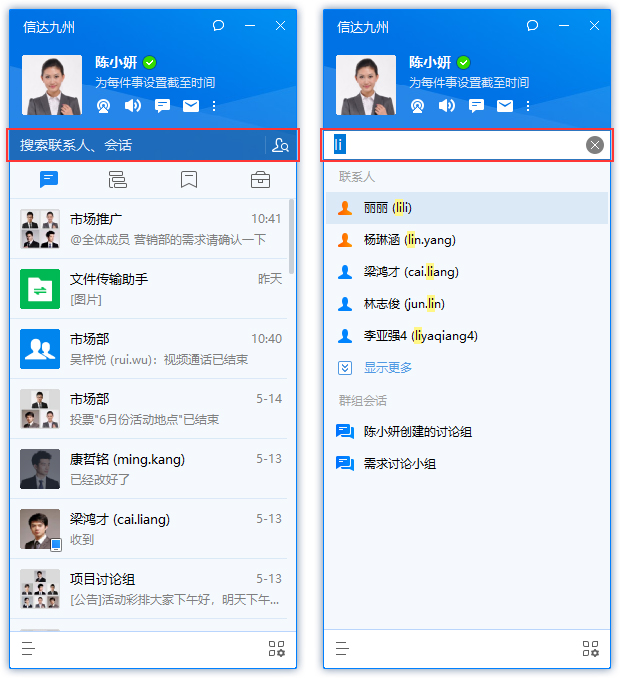 信达九州
陈小妍
为每件事设置截至时间
搜索联系人、会话
市场推广 10:41
@全体成员 营销部的需求请确认一下
文件传输助手 昨天
[图片]
市场部 10:40
吴梓悦 (rui.wu)：视频通话已结束
市场部 5-14
投票"6月份活动地点"已结束
康哲铭 (ming.kang) 5-13
已经改好了
梁鸿才 (cai.liang) 5-13
收到
项目讨论组 5-13
[公告]活动彩排大家下午好，明天下午...
信达九州
陈小妍
为每件事设置截至时间
li
联系人
丽丽 (lili)
杨琳涵 (lin.yang)
梁鸿才 (cai.liang)
林志俊 (jun.lin)
李亚强4 (liyaqiang4)
显示更多
群组会话
陈小妍创建的讨论组
需求讨论小组